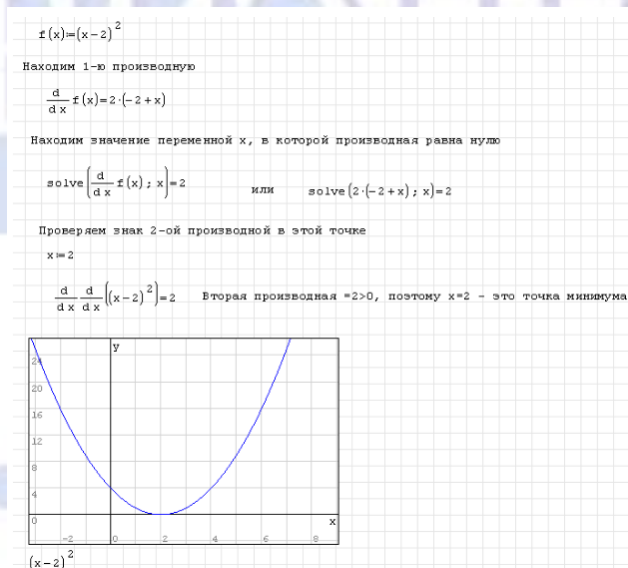 f(x)≔(x-2)²
Находим 1-ю производную
d/dx f(x)=2·(-2+x)
Находим значение переменной x, в которой производная равна нулю
solve(d/dx f(x);x)=2 или solve(2·(-2+x);x)=2
Проверяем знак 2-ой производной в этой точке
x≔2
d/dx d/dx((x-2)²)=2 Вторая производная =2>0, поэтому x=2 - это точка минимума
y
24
20
16
12
8
4
0 x
-2 0 2 4 6 8
(x-2)²